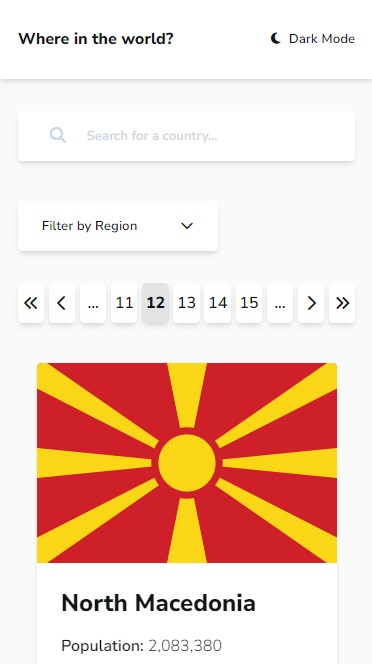 Where in the world? Dark Mode
Search for a country...
Filter by Region
... 11 12 13 14 15 ...
North Macedonia
Population: 2,083,380